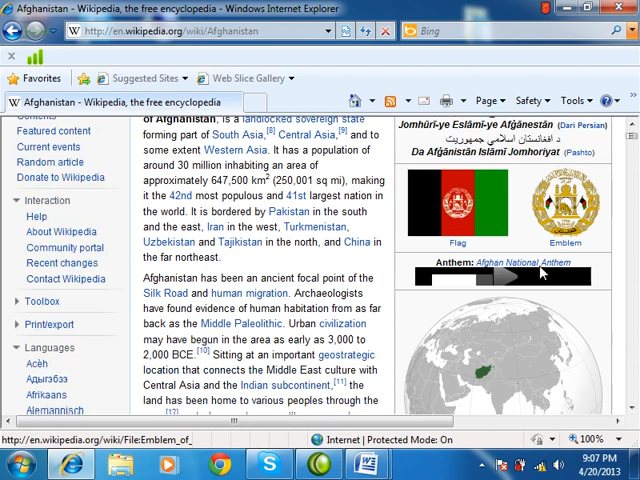 Afghanistan - Wikipedia, the free encyclopedia - Windows Internet Explorer
http://en.wikipedia.org/wiki/Afghanistan
Bing
Favorites
Suggested Sites
Web Slice Gallery
Afghanistan - Wikipedia, the free encyclopedia
Page
Safety
Tools
Contents
Featured content
Current events
Random article
Donate to Wikipedia
Interaction
Help
About Wikipedia
Community portal
Recent changes
Contact Wikipedia
Toolbox
Print/export
Languages
Acèh
Адыгэбзэ
Afrikaans
Alemannisch
of Afghanistan, is a landlocked sovereign state
forming part of South Asia,[8] Central Asia,[9] and to
some extent Western Asia. It has a population of
around 30 million inhabiting an area of
approximately 647,500 km2 (250,001 sq mi), making
it the 42nd most populous and 41st largest nation in
the world. It is bordered by Pakistan in the south
and the east, Iran in the west, Turkmenistan,
Uzbekistan and Tajikistan in the north, and China in
the far northeast.
Afghanistan has been an ancient focal point of the
Silk Road and human migration. Archaeologists
have found evidence of human habitation from as far
back as the Middle Paleolithic. Urban civilization
may have begun in the area as early as 3,000 to
2,000 BCE.[10] Sitting at an important geostrategic
location that connects the Middle East culture with
Central Asia and the Indian subcontinent,[11] the
land has been home to various peoples through the
Jomhūrī-ye Eslāmī-ye Afġānestān (Dari Persian)
د افغانستان اسلامي جمهوریت
Da Afġānistān Islāmī Jomhoriyat (Pashto)
Flag
Emblem
Anthem: Afghan National Anthem
http://en.wikipedia.org/wiki/File:Emblem_of_
Internet | Protected Mode: On
100%
9:07 PM
4/20/2013